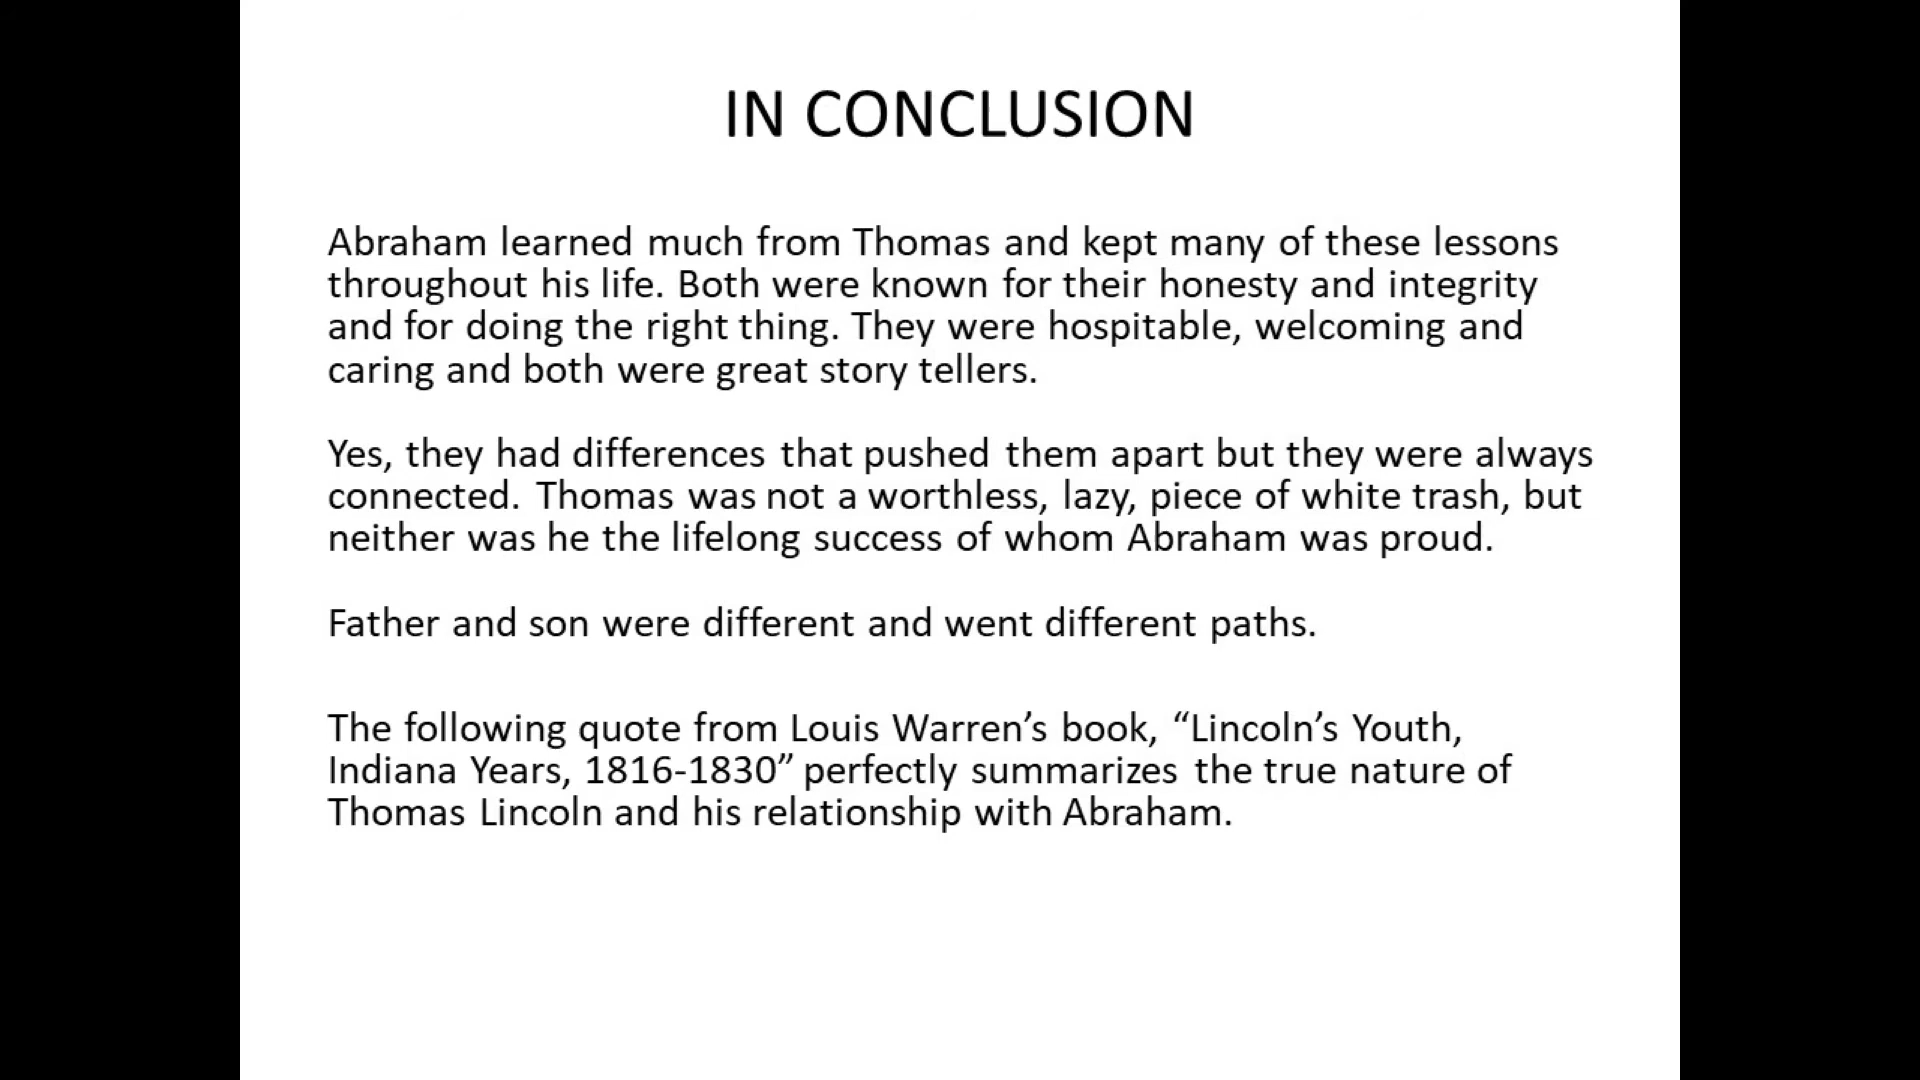 IN CONCLUSION
Abraham learned much from Thomas and kept many of these lessons
throughout his life. Both were known for their honesty and integrity
and for doing the right thing. They were hospitable, welcoming and
caring and both were great story tellers.
Yes, they had differences that pushed them apart but they were always
connected. Thomas was not a worthless, lazy, piece of white trash, but
neither was he the lifelong success of whom Abraham was proud.
Father and son were different and went different paths.
The following quote from Louis Warren’s book, “Lincoln’s Youth,
Indiana Years, 1816-1830” perfectly summarizes the true nature of
Thomas Lincoln and his relationship with Abraham.